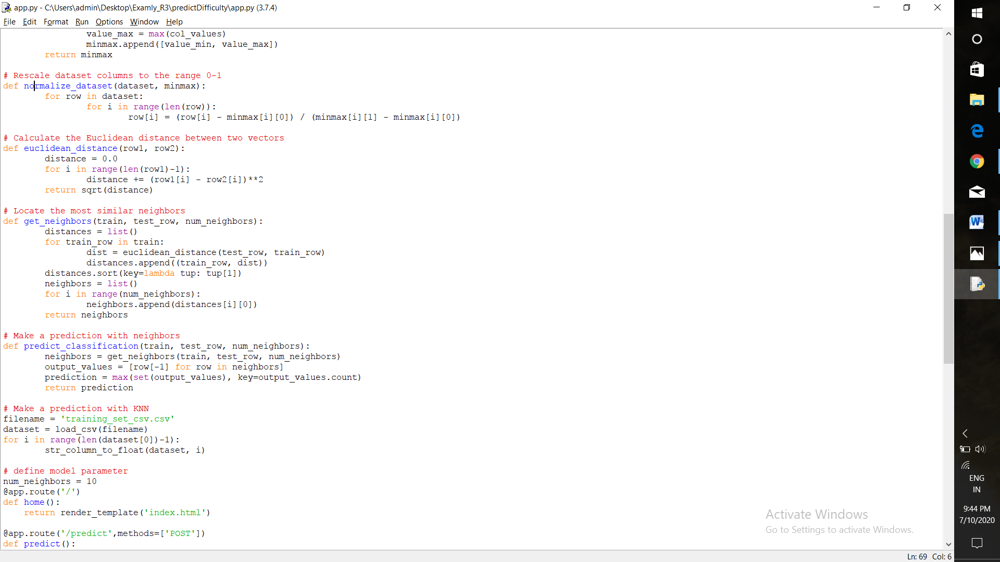 app.py - C:\Users\admin\Desktop\Examly_R3\predictDifficulty\app.py (3.7.4)
File Edit Format Run Options Window Help
                value_max = max(col_values)
                minmax.append([value_min, value_max])
        return minmax

# Rescale dataset columns to the range 0-1
def normalize_dataset(dataset, minmax):
        for row in dataset:
                for i in range(len(row)):
                        row[i] = (row[i] - minmax[i][0]) / (minmax[i][1] - minmax[i][0])

# Calculate the Euclidean distance between two vectors
def euclidean_distance(row1, row2):
        distance = 0.0
        for i in range(len(row1)-1):
                distance += (row1[i] - row2[i])**2
        return sqrt(distance)

# Locate the most similar neighbors
def get_neighbors(train, test_row, num_neighbors):
        distances = list()
        for train_row in train:
                dist = euclidean_distance(test_row, train_row)
                distances.append((train_row, dist))
        distances.sort(key=lambda tup: tup[1])
        neighbors = list()
        for i in range(num_neighbors):
                neighbors.append(distances[i][0])
        return neighbors

# Make a prediction with neighbors
def predict_classification(train, test_row, num_neighbors):
        neighbors = get_neighbors(train, test_row, num_neighbors)
        output_values = [row[-1] for row in neighbors]
        prediction = max(set(output_values), key=output_values.count)
        return prediction

# Make a prediction with KNN
filename = 'training_set_csv.csv'
dataset = load_csv(filename)
for i in range(len(dataset[0])-1):
        str_column_to_float(dataset, i)

# define model parameter
num_neighbors = 10
@app.route('/')
def home():
    return render_template('index.html')

@app.route('/predict',methods=['POST'])
def predict():
Activate Windows
Go to Settings to activate Windows.
Ln: 69 Col: 6
ENG
IN
9:44 PM
7/10/2020